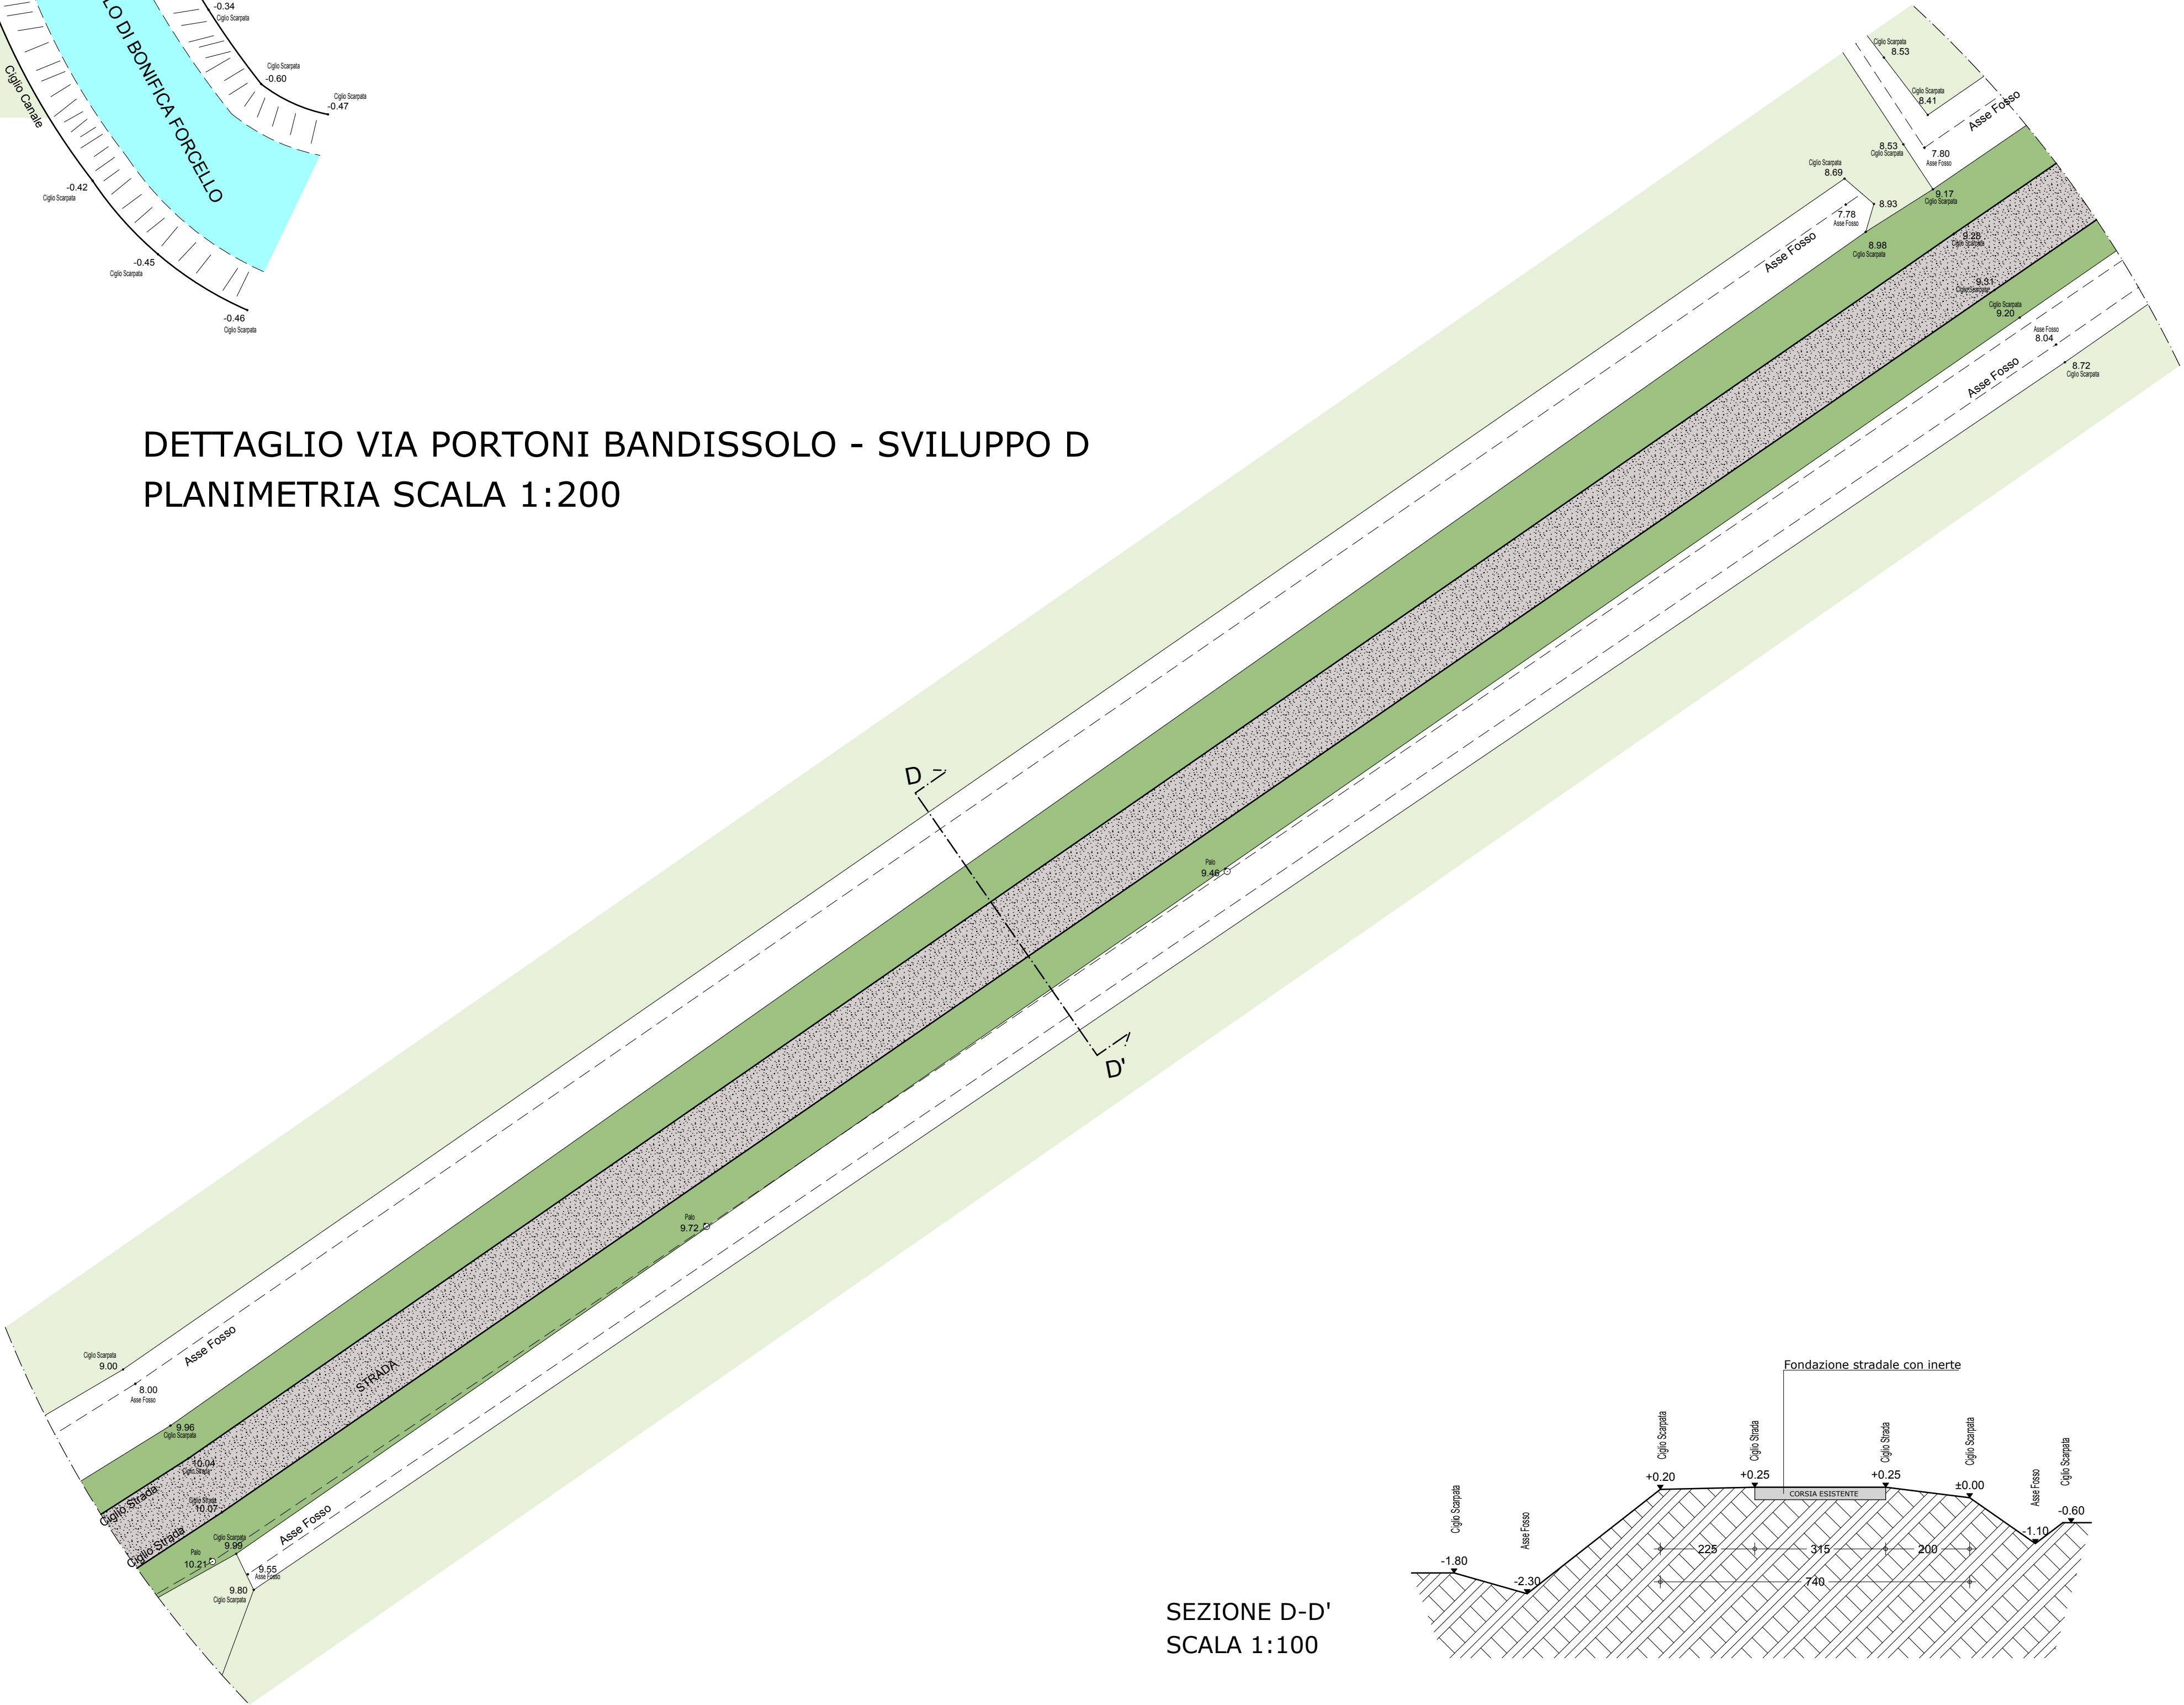 -0.34
Ciglio Scarpata
Ciglio Scarpata
-0.60
Ciglio Scarpata
-0.47
LO DI BONIFICA FORCELLO
Ciglio Canale
-0.42
Ciglio Scarpata
-0.45
Ciglio Scarpata
-0.46
Ciglio Scarpata
DETTAGLIO VIA PORTONI BANDISSOLO - SVILUPPO D
PLANIMETRIA SCALA 1:200
Ciglio Scarpata
8.53
Ciglio Scarpata
8.41
Asse Fosso
8.53
Ciglio Scarpata
7.80
Asse Fosso
Ciglio Scarpata
8.69
9.17
Ciglio Scarpata
8.93
7.78
Asse Fosso
Asse Fosso
8.98
Ciglio Scarpata
9.28
Ciglio Scarpata
9.31
Ciglio Scarpata
Ciglio Scarpata
9.20
Asse Fosso
8.04
8.72
Ciglio Scarpata
Asse Fosso
D
D'
Palo
9.46
Palo
9.72
Asse Fosso
Ciglio Scarpata
9.00
8.00
Asse Fosso
STRADA
9.96
Ciglio Scarpata
10.04
Ciglio Strada
Ciglio Strada
10.07
Ciglio Strada
Ciglio Strada
Asse Fosso
Ciglio Scarpata
9.99
Palo
10.21
9.55
Asse Fosso
9.80
Ciglio Scarpata
Fondazione stradale con inerte
Ciglio Scarpata
Asse Fosso
Ciglio Scarpata
Ciglio Strada
Ciglio Strada
Ciglio Scarpata
Asse Fosso
Ciglio Scarpata
-1.80
-2.30
+0.20
+0.25
+0.25
±0.00
-1.10
-0.60
CORSIA ESISTENTE
225
315
200
740
SEZIONE D-D'
SCALA 1:100